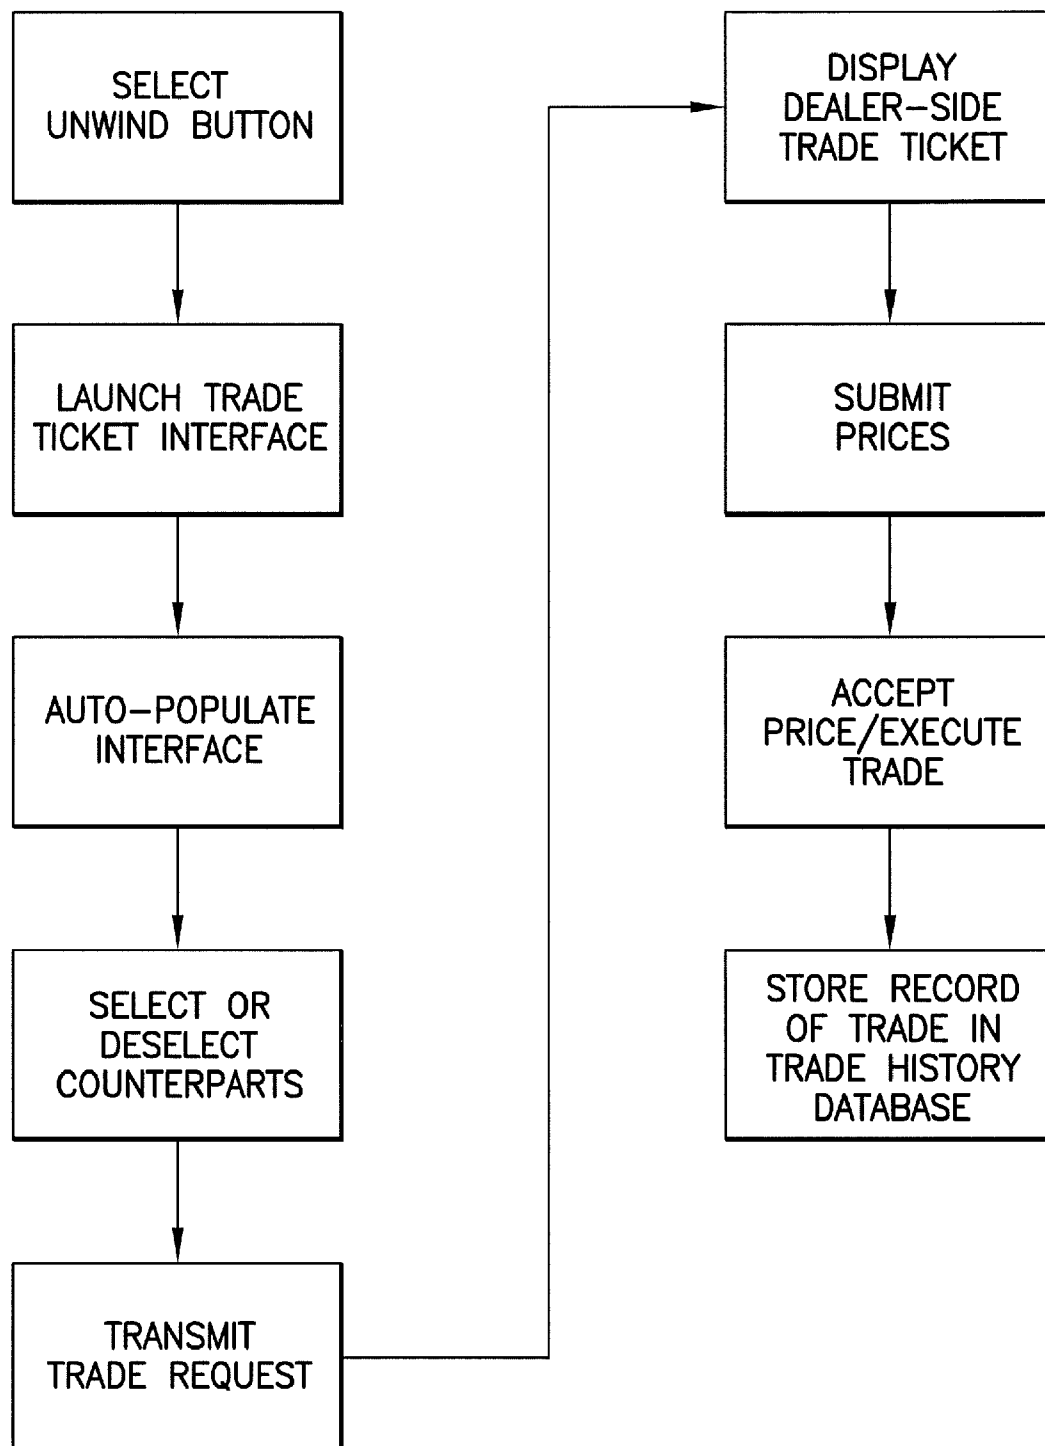 SELECT
UNWIND BUTTON
LAUNCH TRADE
TICKET INTERFACE
AUTO-POPULATE
INTERFACE
SELECT OR
DESELECT
COUNTERPARTS
TRANSMIT
TRADE REQUEST
DISPLAY
DEALER-SIDE
TRADE TICKET
SUBMIT
PRICES
ACCEPT
PRICE/EXECUTE
TRADE
STORE RECORD
OF TRADE IN
TRADE HISTORY
DATABASE